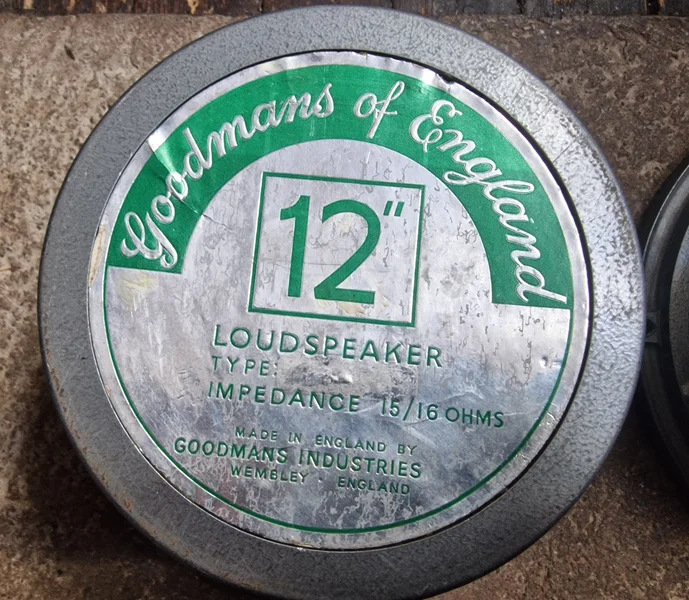 Goodmans of England
12"
LOUDSPEAKER
TYPE:
IMPEDANCE 15/16 OHMS
MADE IN ENGLAND BY
GOODMANS INDUSTRIES
WEMBLEY · ENGLAND